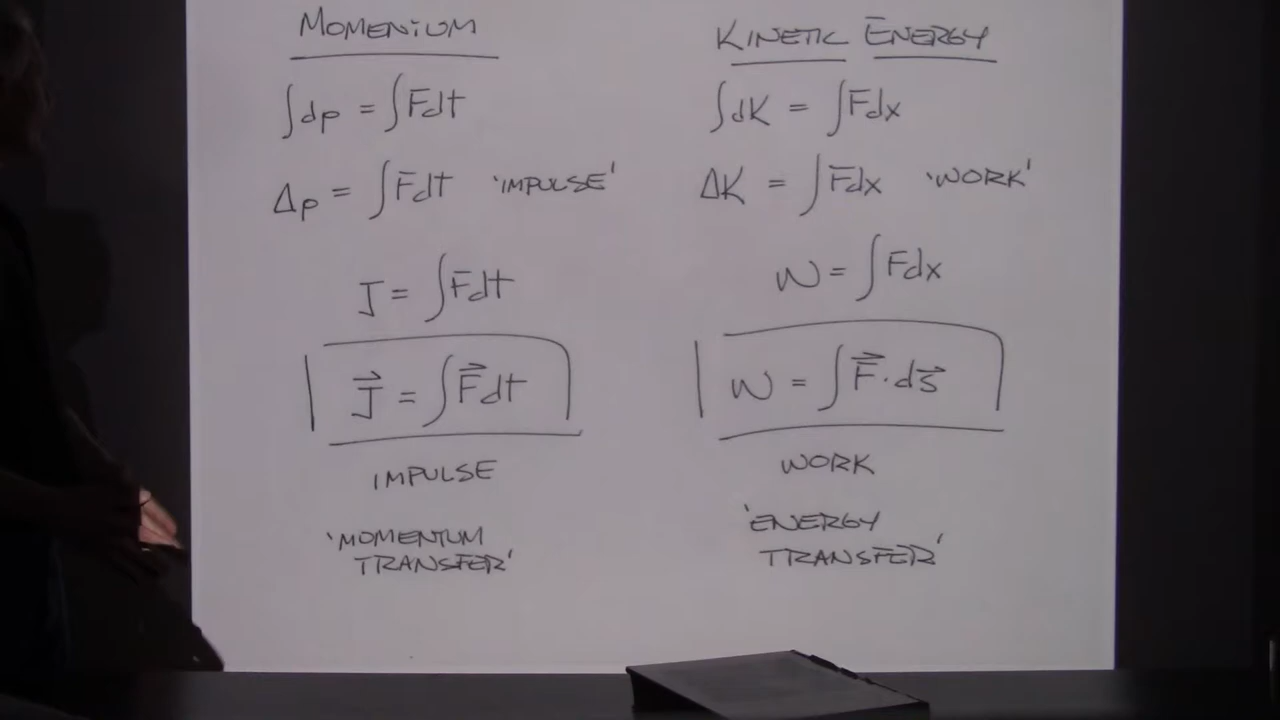 MOMENTUM
∫dp = ∫Fdt
Δp = ∫Fdt 'IMPULSE'
J = ∫Fdt
J⃗ = ∫F⃗dt
IMPULSE
'MOMENTUM
TRANSFER'
KINETIC ENERGY
∫dK = ∫Fdx
ΔK = ∫Fdx 'WORK'
W = ∫Fdx
W = ∫F⃗·ds⃗
WORK
'ENERGY
TRANSFER'